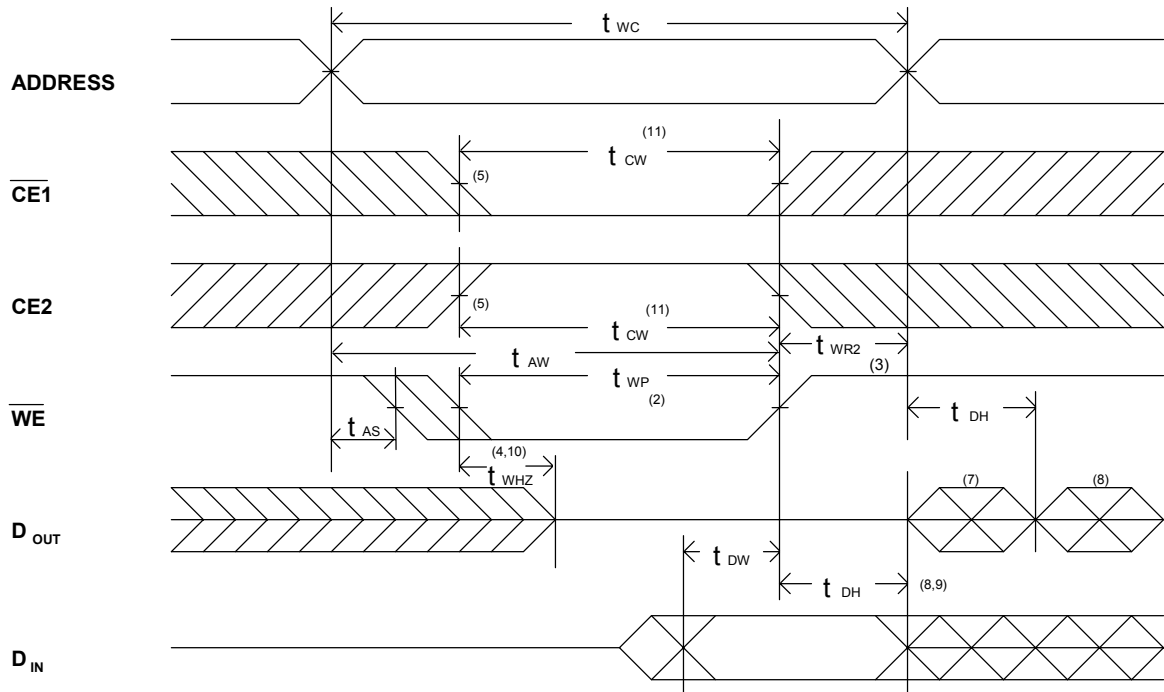 t WC
ADDRESS
(11)
t CW
CE1
(5)
CE2
(5)
(11)
t CW
t WR2
t AW
t WP
(3)
(2)
WE
t AS
t DH
(4,10)
t WHZ
(7)
(8)
D OUT
t DW
t DH
(8,9)
D IN